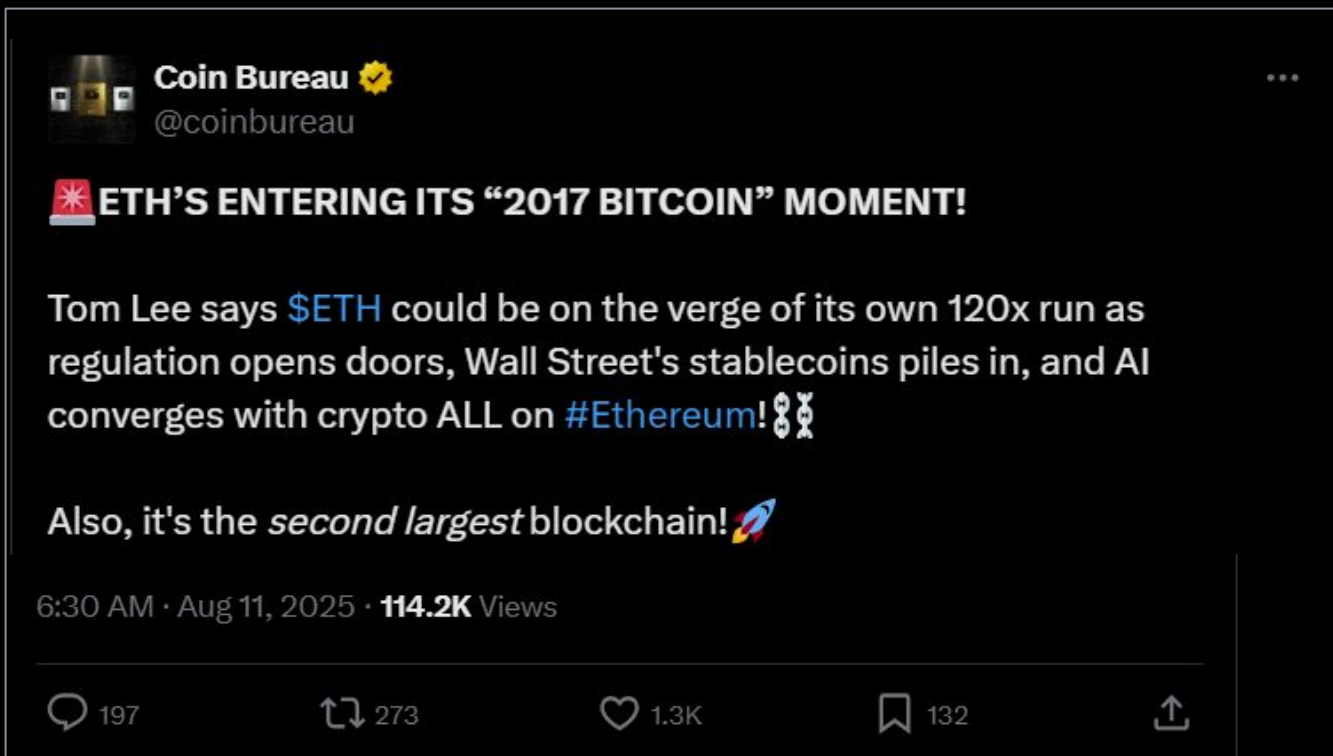 Coin Bureau
@coinbureau
🚨ETH’S ENTERING ITS “2017 BITCOIN” MOMENT!
Tom Lee says $ETH could be on the verge of its own 120x run as
regulation opens doors, Wall Street's stablecoins piles in, and AI
converges with crypto ALL on #Ethereum!⛓️
Also, it's the second largest blockchain!🚀
6:30 AM · Aug 11, 2025 · 114.2K Views
197 273 1.3K 132